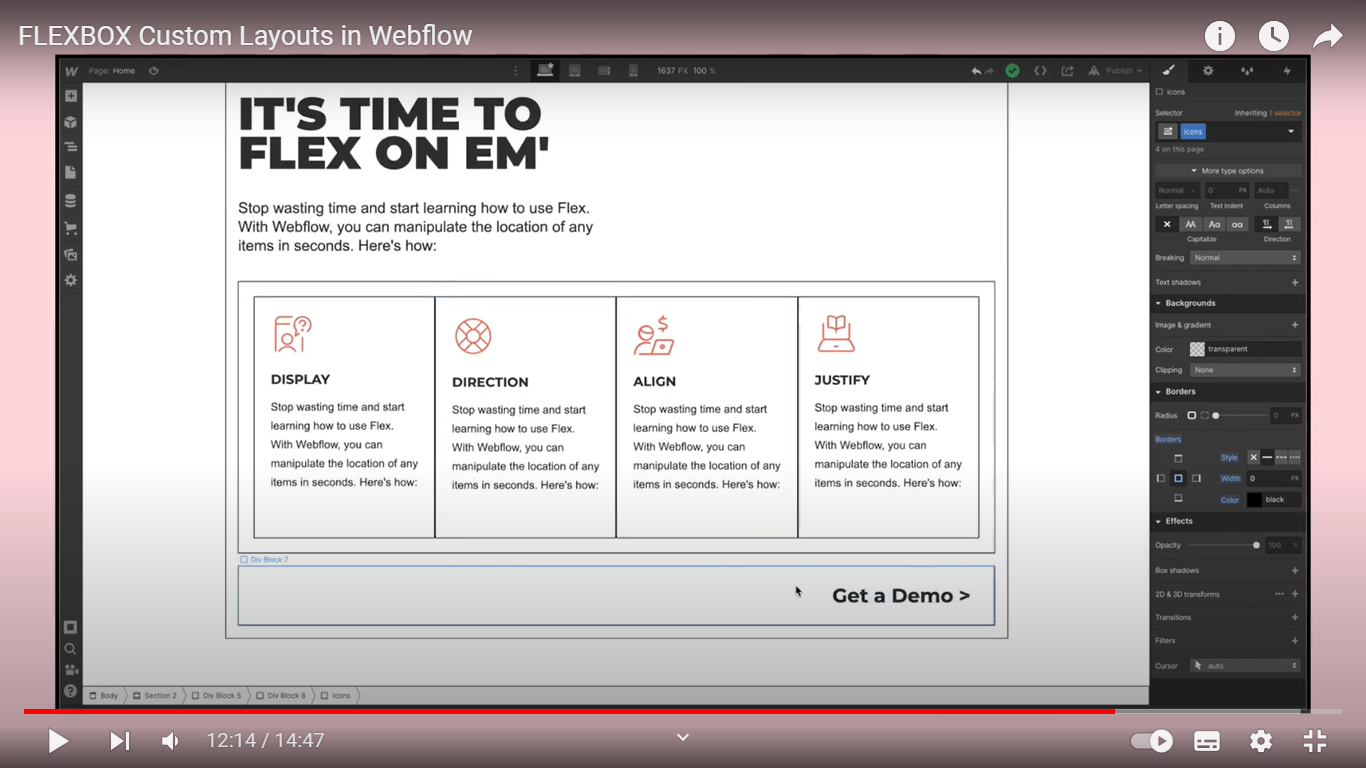 FLEXBOX Custom Layouts in Webflow
Page: Home
1637 PX 100 %
Publish
IT'S TIME TO
FLEX ON EM'
Stop wasting time and start learning how to use Flex.
With Webflow, you can manipulate the location of any
items in seconds. Here's how:
DISPLAY
Stop wasting time and start
learning how to use Flex.
With Webflow, you can
manipulate the location of any
items in seconds. Here's how:
DIRECTION
Stop wasting time and start
learning how to use Flex.
With Webflow, you can
manipulate the location of any
items in seconds. Here's how:
ALIGN
Stop wasting time and start
learning how to use Flex.
With Webflow, you can
manipulate the location of any
items in seconds. Here's how:
JUSTIFY
Stop wasting time and start
learning how to use Flex.
With Webflow, you can
manipulate the location of any
items in seconds. Here's how:
Div Block 7
Get a Demo >
Body
Section 2
Div Block 5
Div Block 8
icons
icons
Selector Inheriting 1 selector
icons
4 on this page
More type options
Normal 0 PX Auto
Letter spacing Text indent Columns
Aa aa
Capitalize Direction
Breaking Normal
Text shadows
Backgrounds
Image & gradient
Color transparent
Clipping None
Borders
Radius 0 PX
Borders
Style
Width 0 PX
Color black
Effects
Opacity 100 %
Box shadows
2D & 3D transforms
Transitions
Filters
Cursor auto
12:14 / 14:47